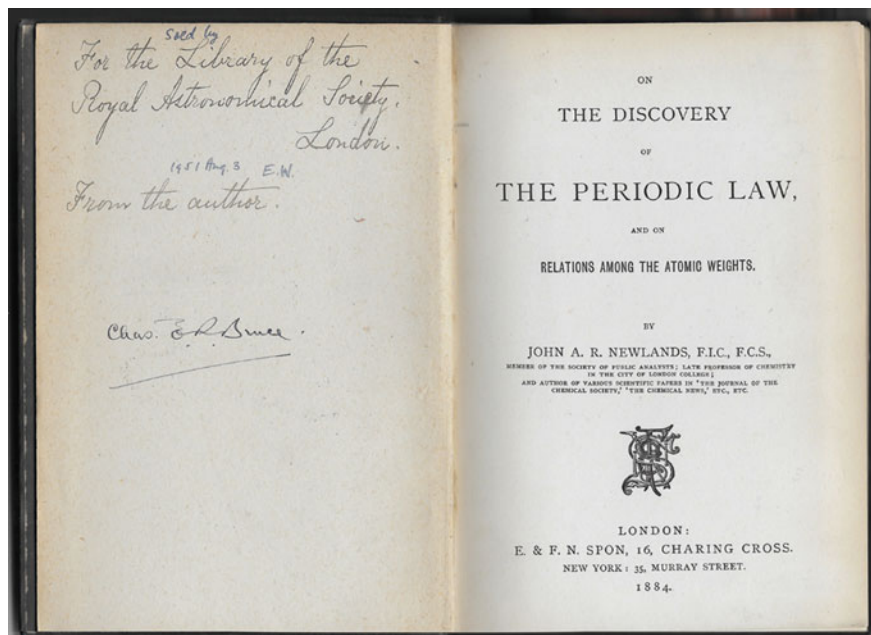 sold by
For the Library of the
Royal Astronomical Society.
London.
1951 Aug. 3 E.W.
From the author.
Chas. E R Bruce.
ON
THE DISCOVERY
OF
THE PERIODIC LAW,
AND ON
RELATIONS AMONG THE ATOMIC WEIGHTS.
BY
JOHN A. R. NEWLANDS, F.I.C., F.C.S.,
MEMBER OF THE SOCIETY OF PUBLIC ANALYSTS; LATE PROFESSOR OF CHEMISTRY
IN THE CITY OF LONDON COLLEGE;
AND AUTHOR OF VARIOUS SCIENTIFIC PAPERS IN 'THE JOURNAL OF THE
CHEMICAL SOCIETY,' 'THE CHEMICAL NEWS,' ETC., ETC.
LONDON:
E. & F. N. SPON, 16, CHARING CROSS.
NEW YORK: 35, MURRAY STREET.
1884.